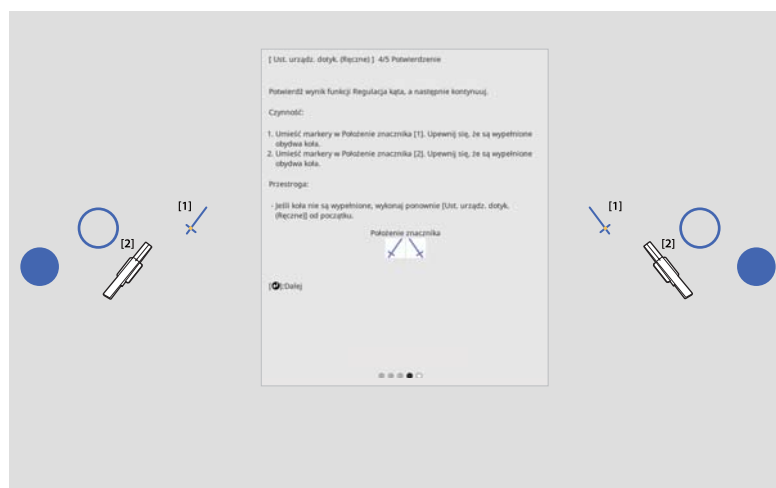 [ Ust. urządz. dotyk. (Ręczne) ] 4/5 Potwierdzenie
Potwierdź wynik funkcji Regulacja kąta, a następnie kontynuuj.
Czynność:
1. Umieść markery w Położenie znacznika [1]. Upewnij się, że są wypełnione
obydwa koła.
2. Umieść markery w Położenie znacznika [2]. Upewnij się, że są wypełnione
obydwa koła.
Przestroga:
- Jeśli koła nie są wypełnione, wykonaj ponownie [Ust. urządz. dotyk.
(Ręczne)] od początku.
Położenie znacznika
[ ]:Dalej
[1]
[2]
[1]
[2]